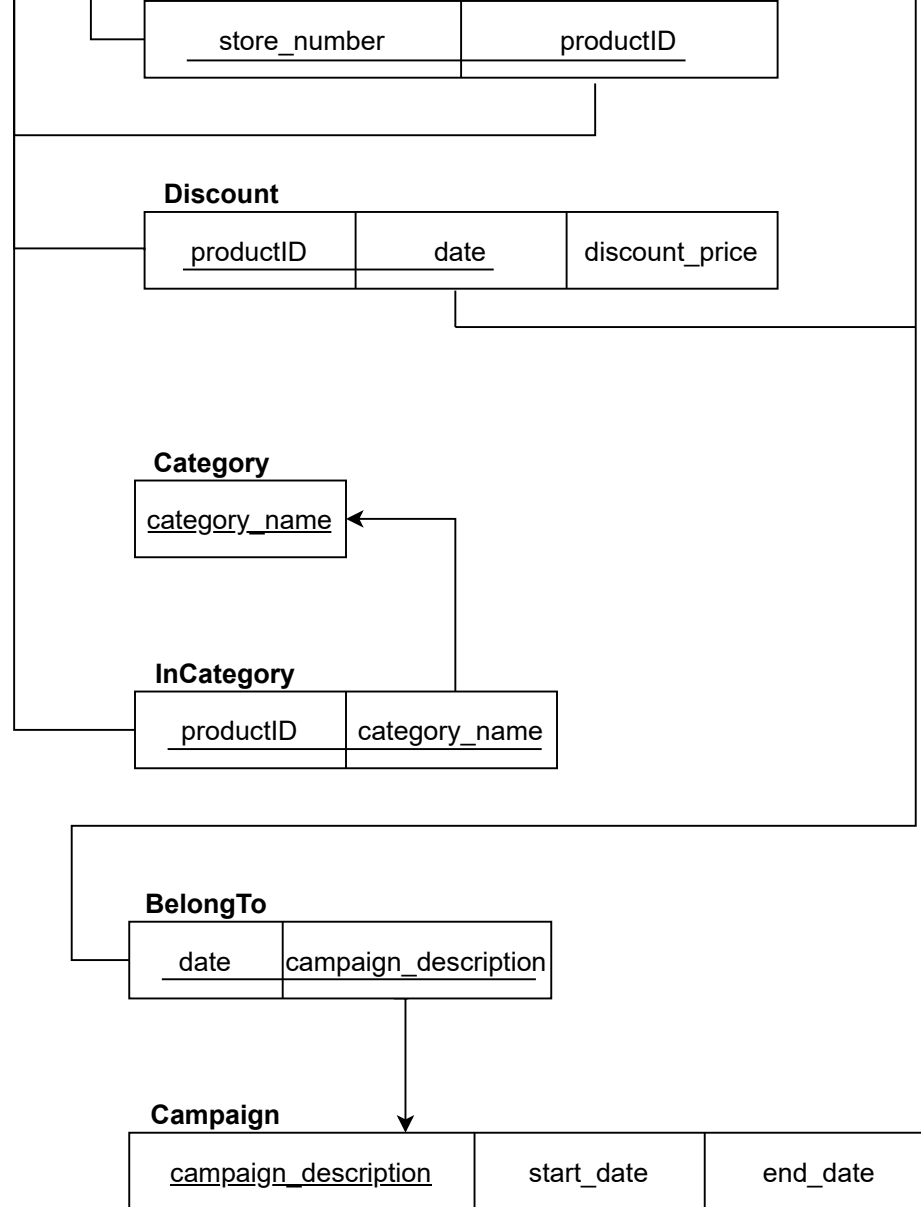 store_number productID
Discount
productID date discount_price
Category
category_name
InCategory
productID category_name
BelongTo
date campaign_description
Campaign
campaign_description start_date end_date